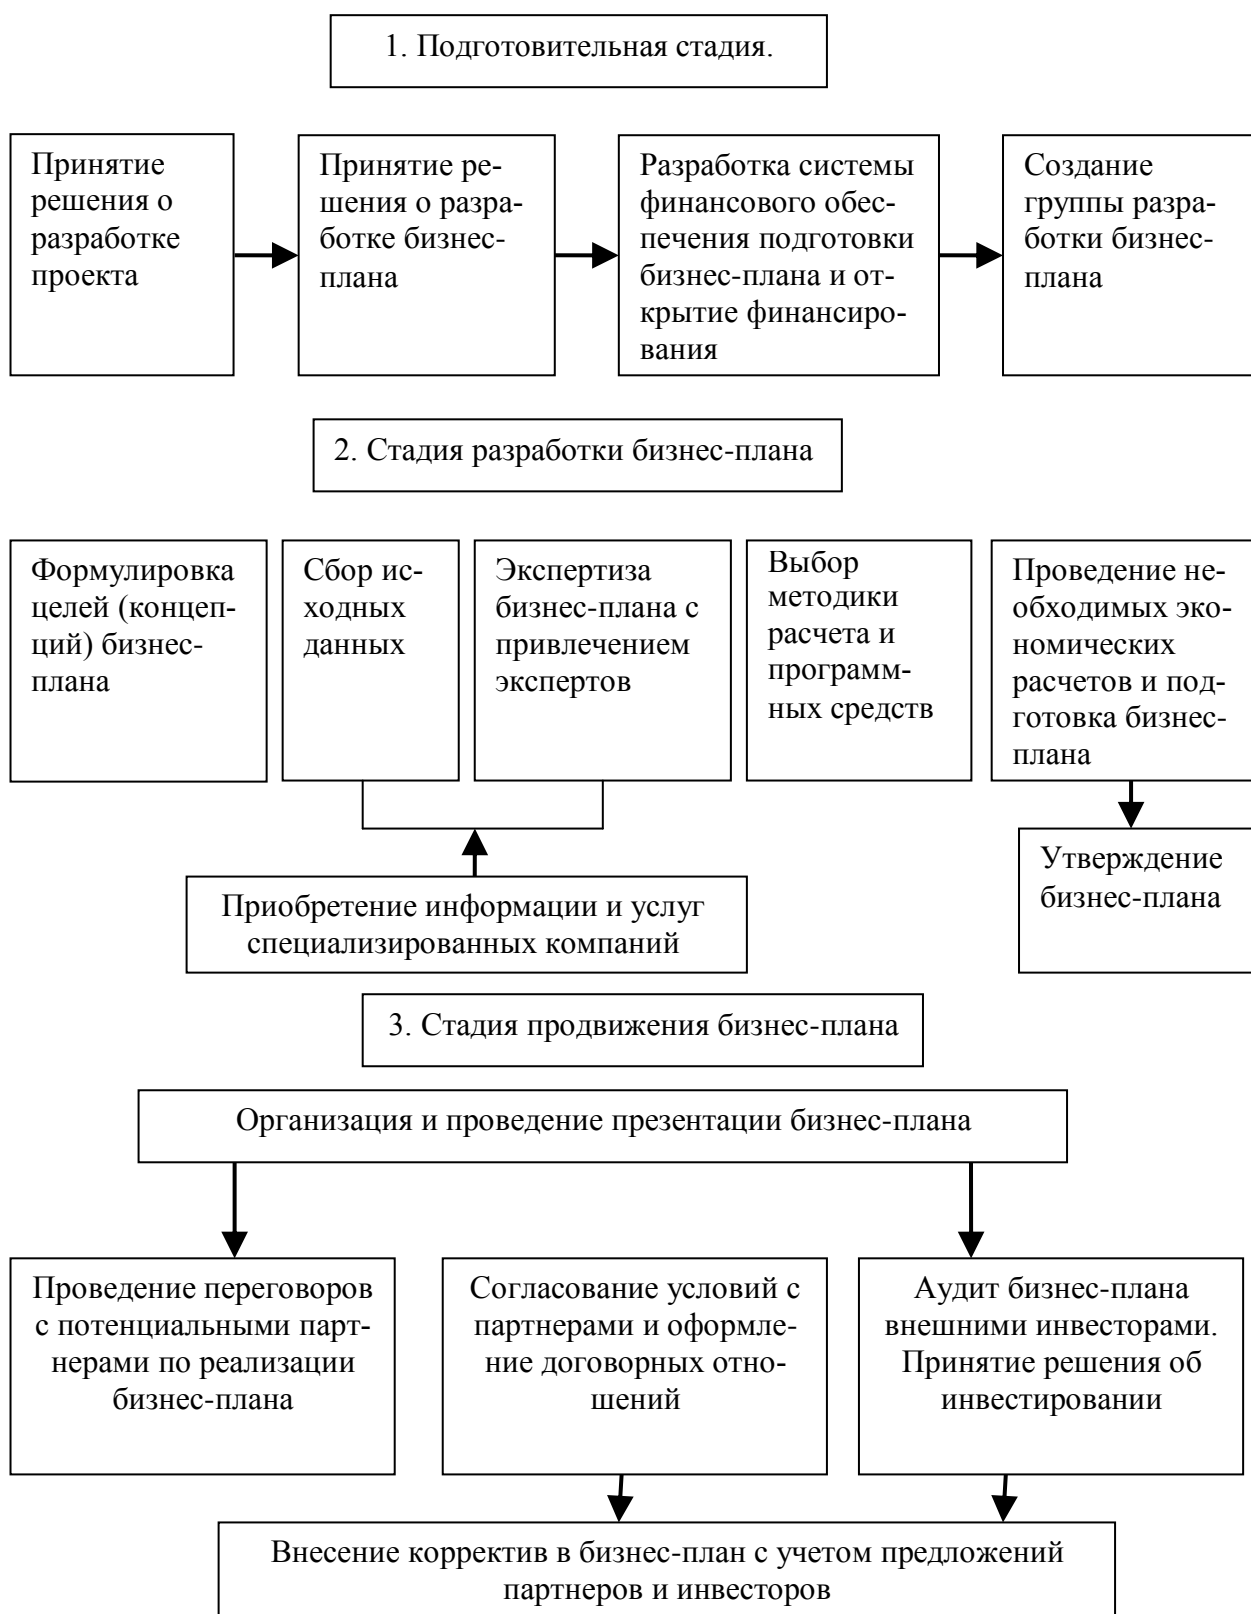 1. Подготовительная стадия.
Принятие
решения о
разработке
проекта
Принятие ре-
шения о разра-
ботке бизнес-
плана
Разработка системы
финансового обес-
печения подготовки
бизнес-плана и от-
крытие финансиро-
вания
Создание
группы разра-
ботки бизнес-
плана
2. Стадия разработки бизнес-плана
Формулировка
целей (концеп-
ций) бизнес-
плана
Сбор ис-
ходных
данных
Экспертиза
бизнес-плана с
привлечением
экспертов
Выбор
методики
расчета и
программ-
ных средств
Проведение не-
обходимых эко-
номических
расчетов и под-
готовка бизнес-
плана
Утверждение
бизнес-плана
Приобретение информации и услуг
специализированных компаний
3. Стадия продвижения бизнес-плана
Организация и проведение презентации бизнес-плана
Проведение переговоров
с потенциальными парт-
нерами по реализации
бизнес-плана
Согласование условий с
партнерами и оформле-
ние договорных отно-
шений
Аудит бизнес-плана
внешними инвесторами.
Принятие решения об
инвестировании
Внесение корректив в бизнес-план с учетом предложений
партнеров и инвесторов